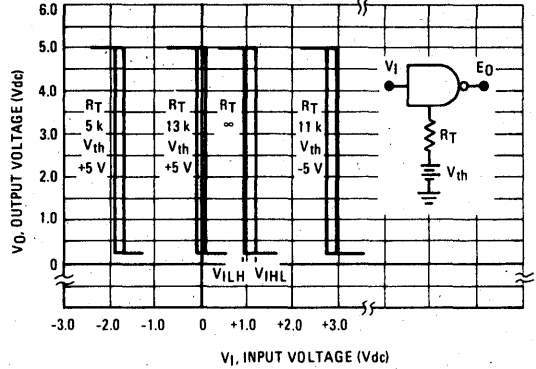 6.0
5.0
4.0
3.0
2.0
1.0
0
VO, OUTPUT VOLTAGE (Vdc)
RT
5 k
Vth
+5 V
RT
13 k
Vth
+5 V
RT
∞
RT
11 k
Vth
-5 V
VI
EO
RT
Vth
VILH
VIHL
-3.0 -2.0 -1.0 0 +1.0 +2.0 +3.0
VI, INPUT VOLTAGE (Vdc)